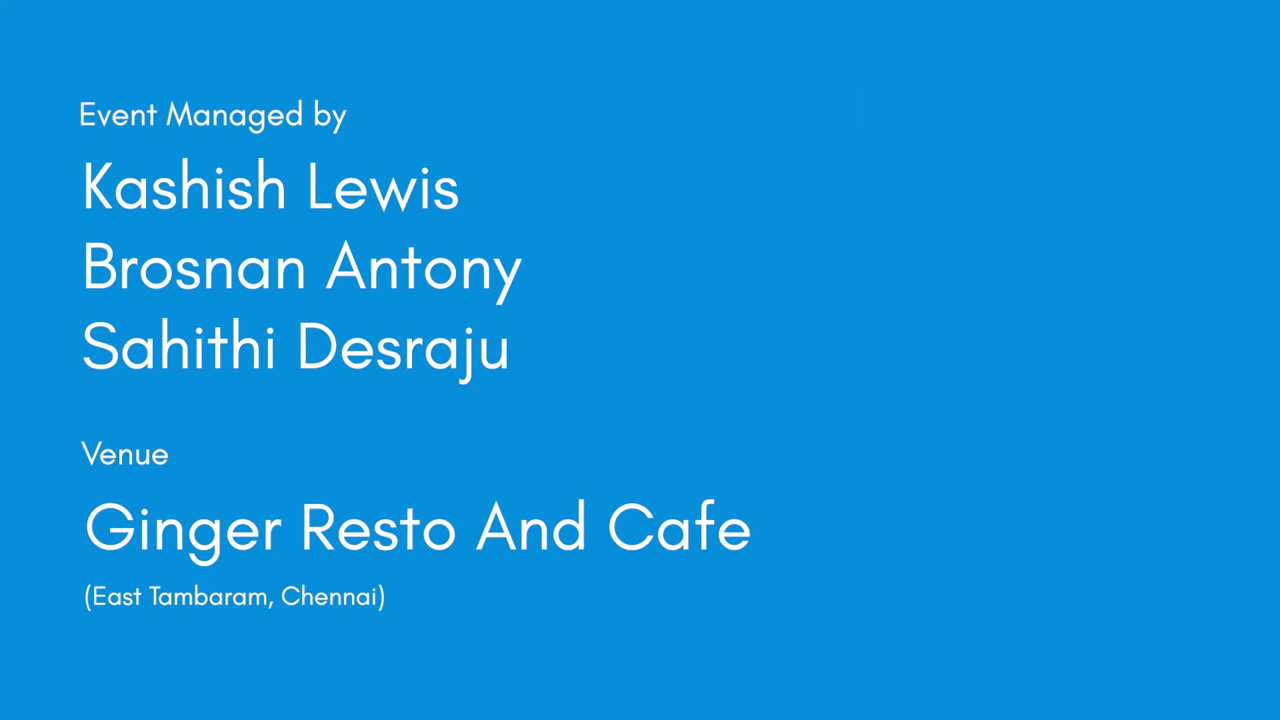 Event Managed by
Kashish Lewis
Brosnan Antony
Sahithi Desraju
Venue
Ginger Resto And Cafe
(East Tambaram, Chennai)